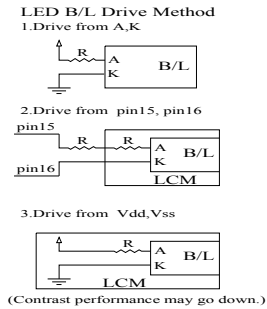 LED B/L Drive Method
1.Drive from A,K
R
A
K
B/L
2.Drive from pin15, pin16
pin15
R
R
A
B/L
K
pin16
LCM
3.Drive from Vdd,Vss
R
A
B/L
K
LCM
(Contrast performance may go down.)